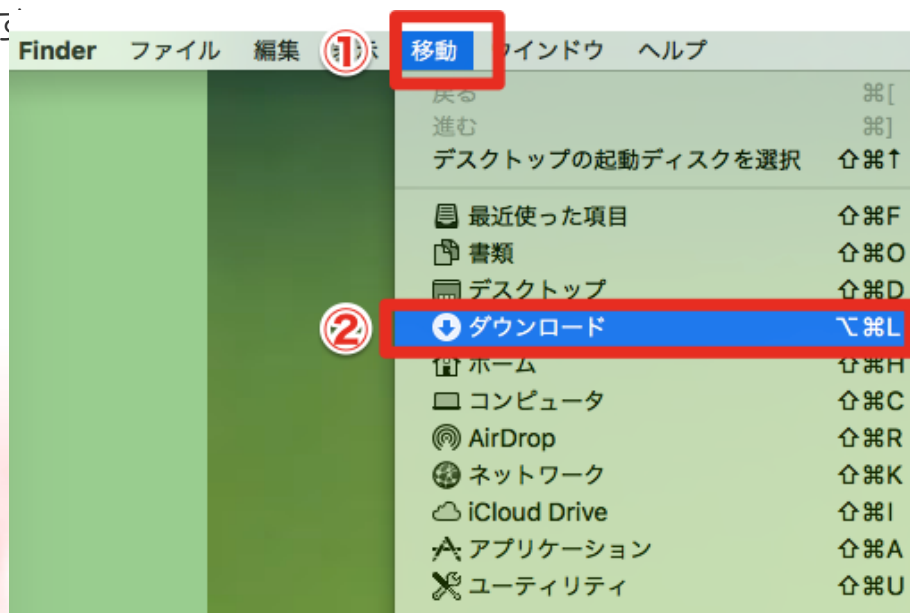 Finder ファイル 編集 ① 移動 ウインドウ ヘルプ
戻る ⌘[
進む ⌘]
デスクトップの起動ディスクを選択 ⇧⌘↑
最近使った項目 ⇧⌘F
書類 ⇧⌘O
デスクトップ ⇧⌘D
② ダウンロード ⌥⌘L
ホーム ⇧⌘H
コンピュータ ⇧⌘C
AirDrop ⇧⌘R
ネットワーク ⇧⌘K
iCloud Drive ⇧⌘I
アプリケーション ⇧⌘A
ユーティリティ ⇧⌘U